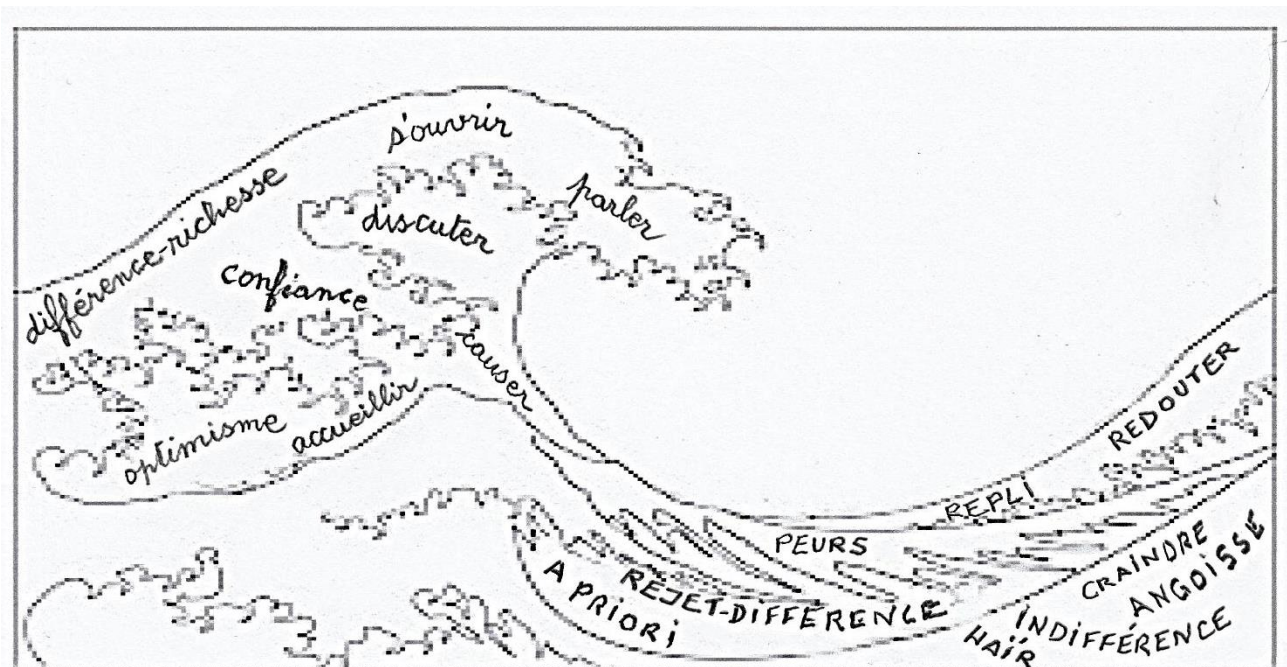 s'ouvrir
parler
différence-richesse
discuter
confiance
causer
optimisme
accueillir
REDOUTER
REPLI
PEURS
CRAINDRE
ANGOISSE
A PRIORI
REJET-DIFFÉRENCE
INDIFFÉRENCE
HAÏR